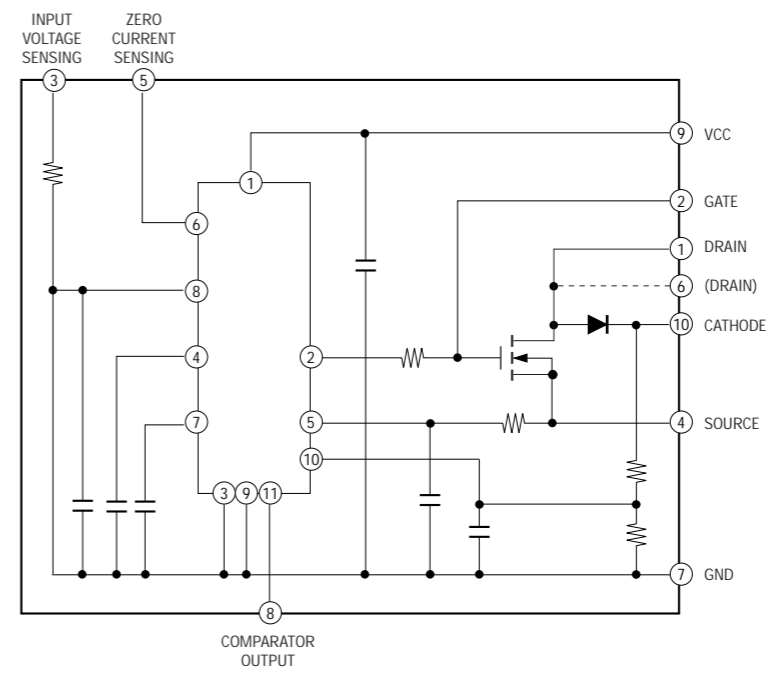 INPUT
VOLTAGE
SENSING
ZERO
CURRENT
SENSING
3
5
9 VCC
1
2 GATE
6
1 DRAIN
6 (DRAIN)
8
10 CATHODE
4
2
7
5
4 SOURCE
10
3 9 11
7 GND
8
COMPARATOR
OUTPUT